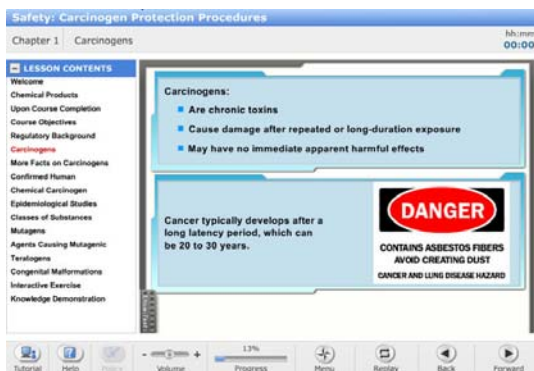 Safety: Carcinogen Protection Procedures
Chapter 1 Carcinogens
hh:mm
00:00
LESSON CONTENTS
Welcome
Chemical Products
Upon Course Completion
Course Objectives
Regulatory Background
Carcinogens
More Facts on Carcinogens
Confirmed Human
Chemical Carcinogen
Epidemiological Studies
Classes of Substances
Mutagens
Agents Causing Mutagenic
Teratogens
Congenital Malformations
Interactive Exercise
Knowledge Demonstration
Carcinogens:
Are chronic toxins
Cause damage after repeated or long-duration exposure
May have no immediate apparent harmful effects
Cancer typically develops after a
long latency period, which can
be 20 to 30 years.
DANGER
CONTAINS ASBESTOS FIBERS
AVOID CREATING DUST
CANCER AND LUNG DISEASE HAZARD
- +
13%
Tutorial Help Volume Progress Menu Replay Back Forward